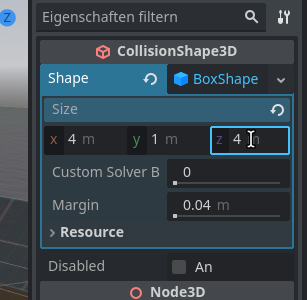 Z
Eigenschaften filtern
CollisionShape3D
Shape BoxShape
Size
x 4 m y 1 m z 4 m
Custom Solver B 0
Margin 0.04 m
Resource
Disabled An
Node3D